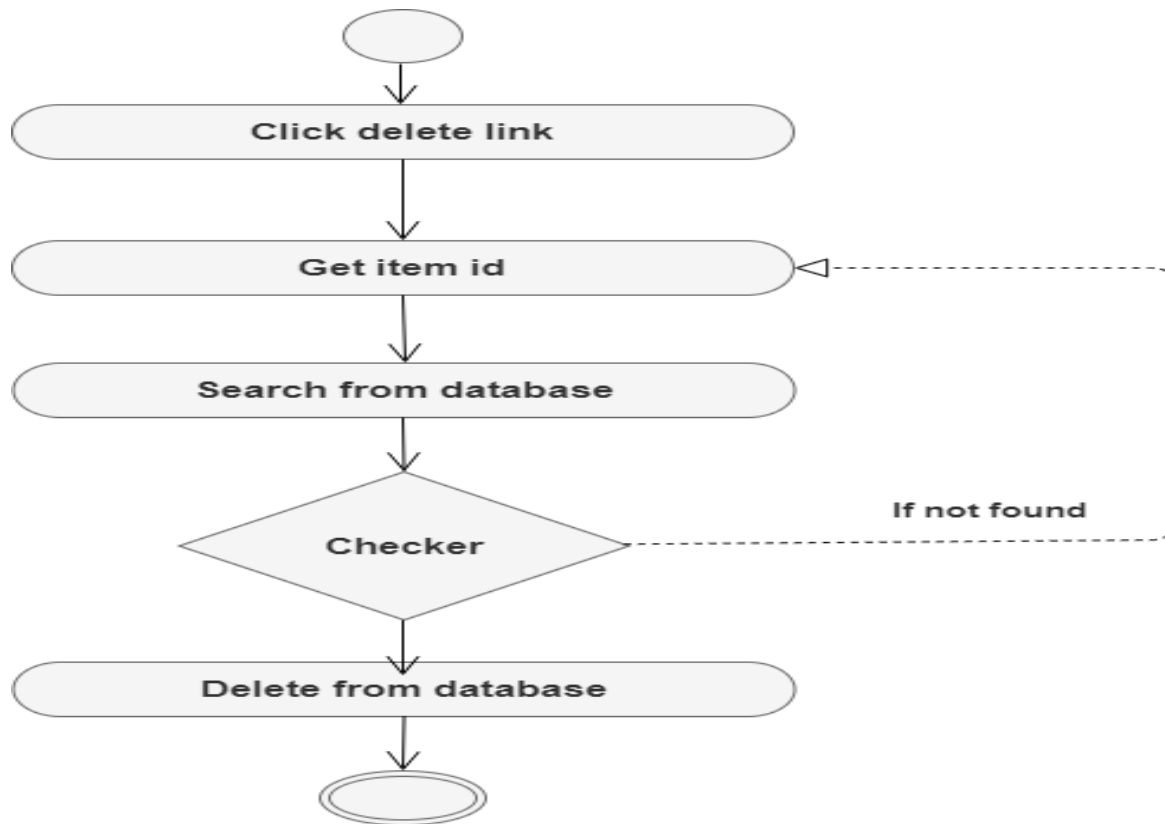 Click delete link
Get item id
Search from database
If not found
Checker
Delete from database